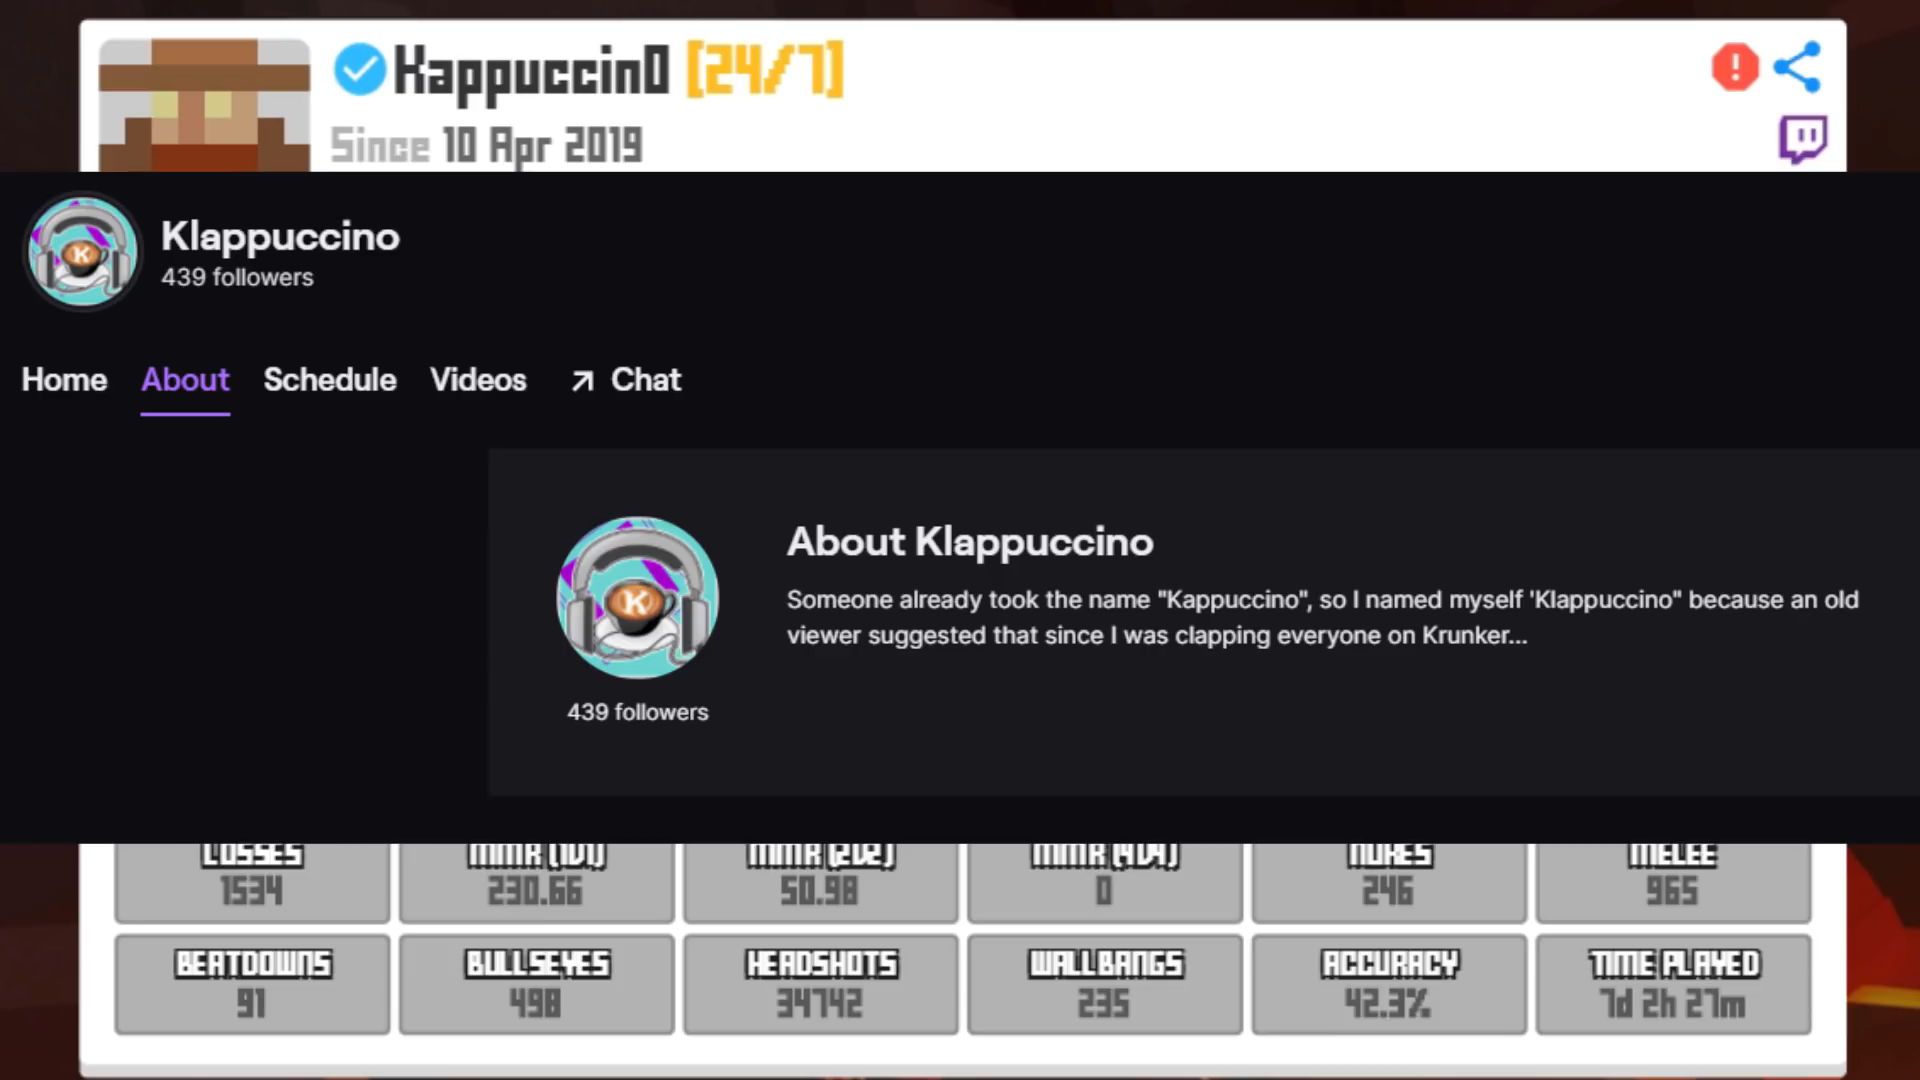 Kappuccin0 [24/7]
Since 10 Apr 2019
Klappuccino
439 followers
Home About Schedule Videos Chat
K
About Klappuccino
Someone already took the name "Kappuccino", so I named myself 'Klappuccino" because an old
viewer suggested that since I was clapping everyone on Krunker...
439 followers
LOSSES MMR (1V1) MMR (2V2) MMR (4V4) NUKES MELEE
1534 230.66 50.98 0 246 965
BEATDOWNS BULLSEYES HEADSHOTS WALLBANGS ACCURACY TIME PLAYED
91 498 34742 235 42.3% 7d 2h 27m